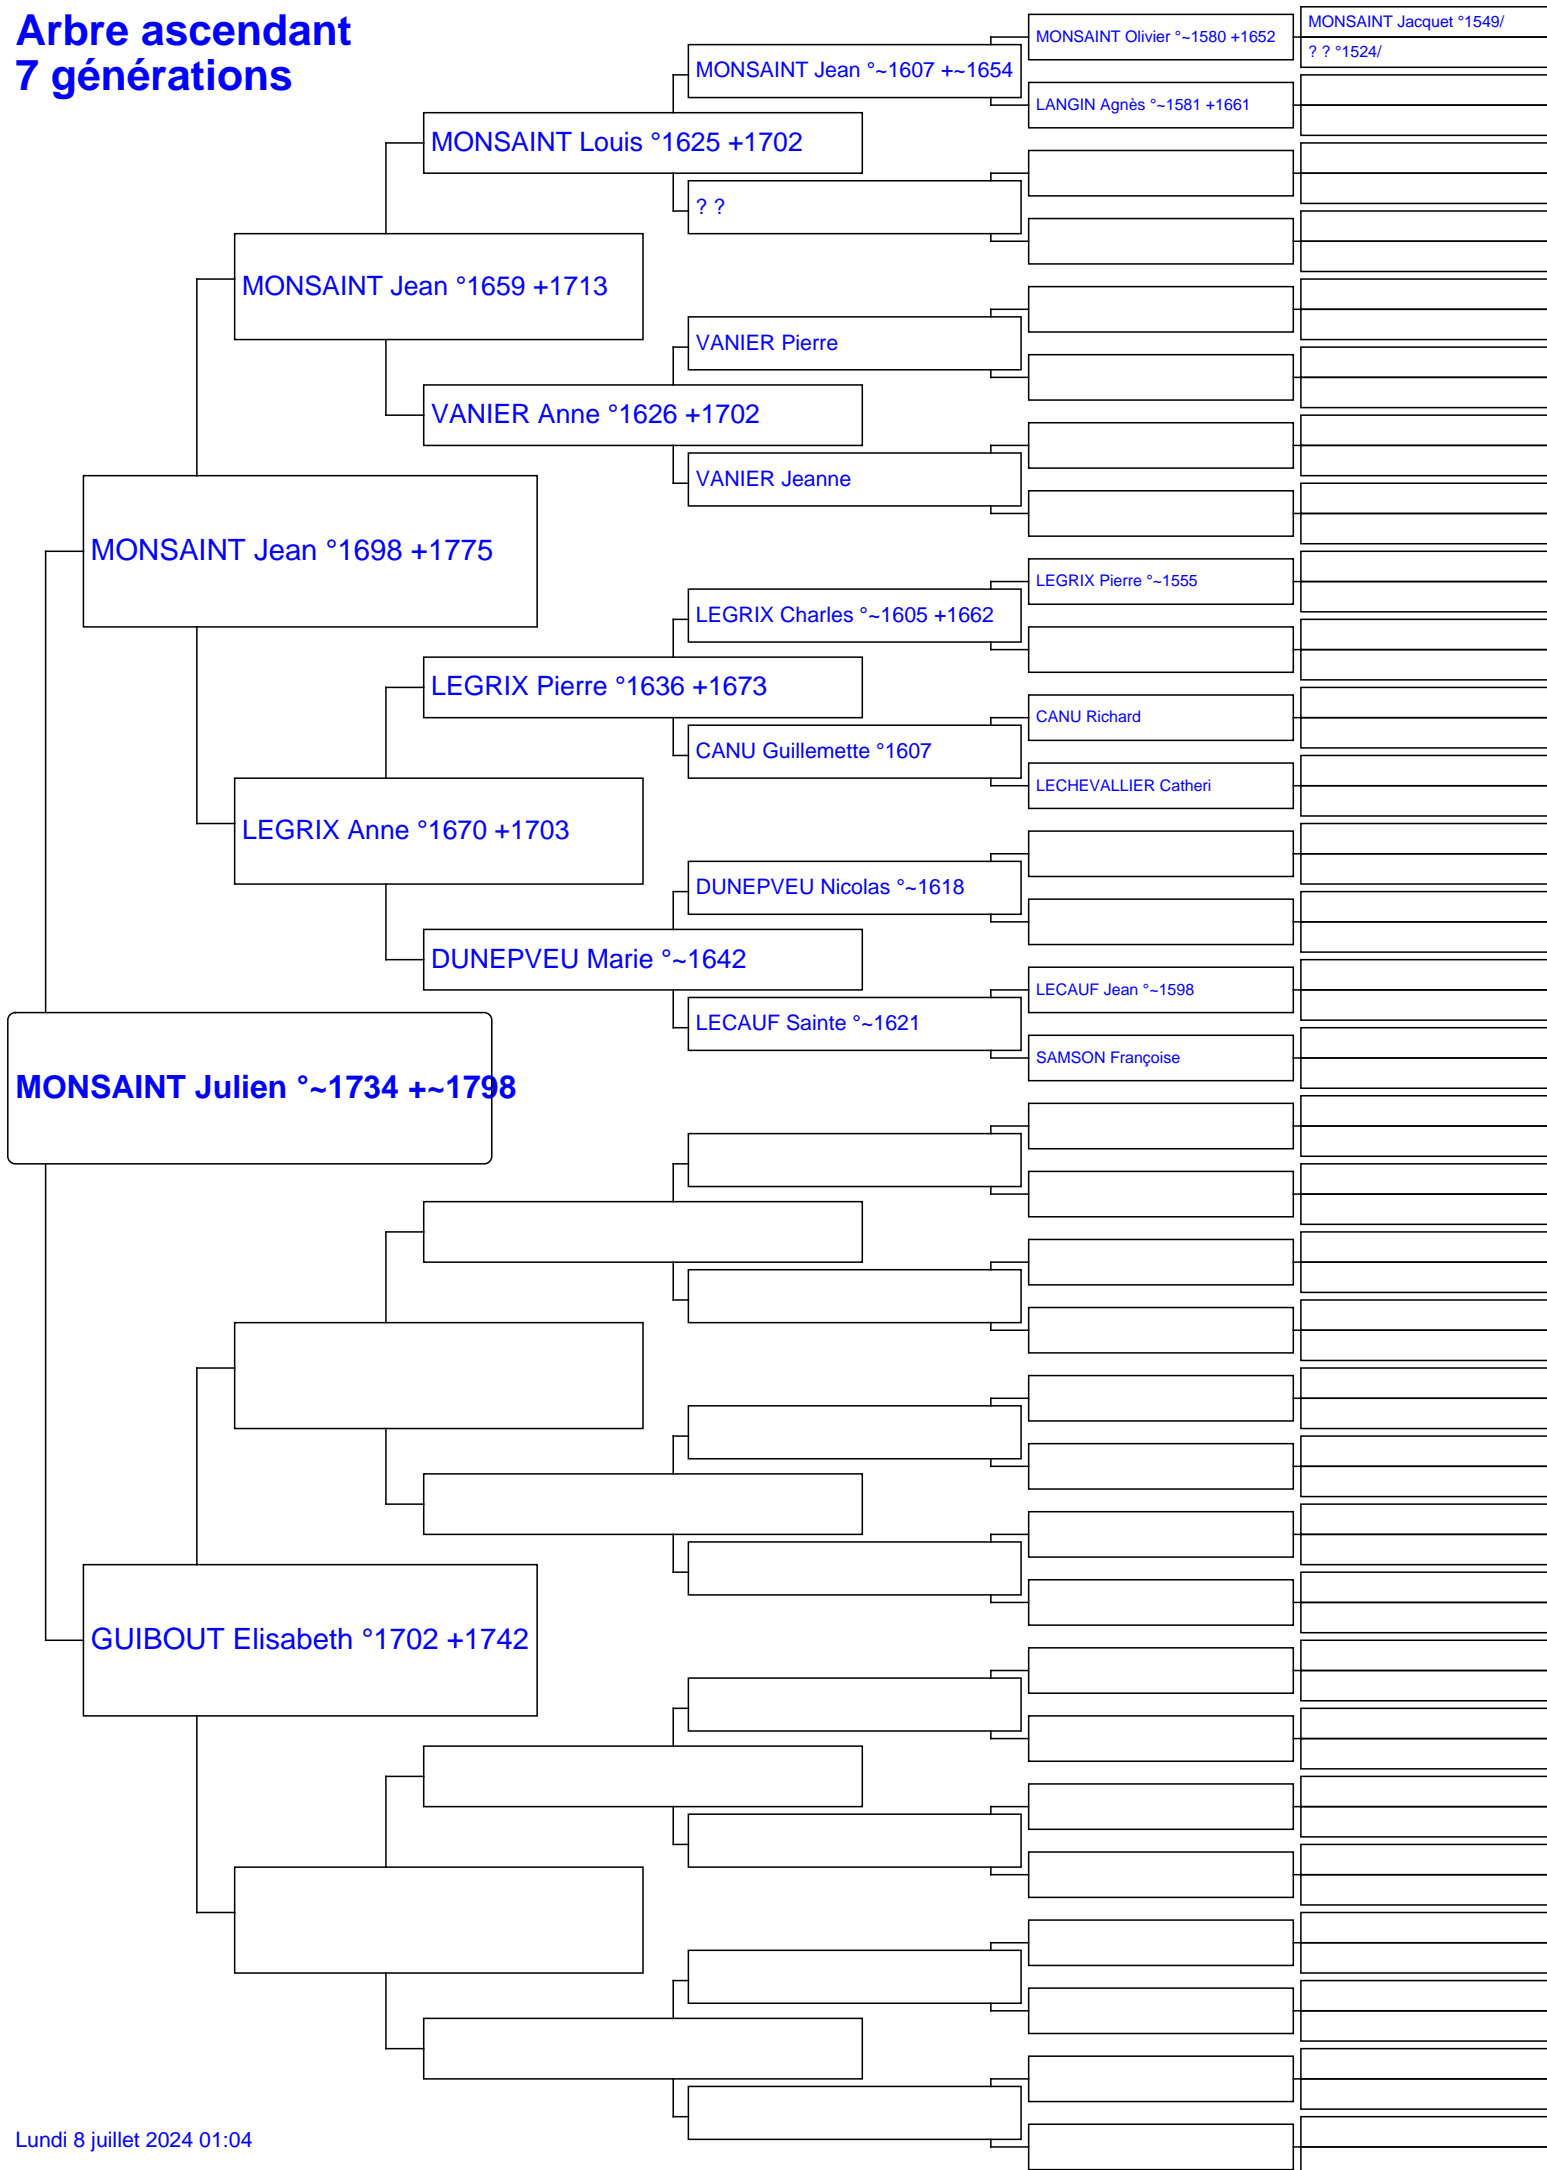 Arbre ascendant
7 générations
MONSAINT Jacquet °1549/
? ? °1524/
MONSAINT Olivier °~1580 +1652
MONSAINT Jean °~1607 +~1654
LANGIN Agnès °~1581 +1661
MONSAINT Louis °1625 +1702
? ?
MONSAINT Jean °1659 +1713
VANIER Pierre
VANIER Anne °1626 +1702
VANIER Jeanne
MONSAINT Jean °1698 +1775
LEGRIX Pierre °~1555
LEGRIX Charles °~1605 +1662
LEGRIX Pierre °1636 +1673
CANU Richard
CANU Guillemette °1607
LECHEVALLIER Catheri
LEGRIX Anne °1670 +1703
DUNEPVEU Nicolas °~1618
DUNEPVEU Marie °~1642
LECAUF Jean °~1598
LECAUF Sainte °~1621
SAMSON Françoise
MONSAINT Julien °~1734 +~1798
GUIBOUT Elisabeth °1702 +1742
Lundi 8 juillet 2024 01:04